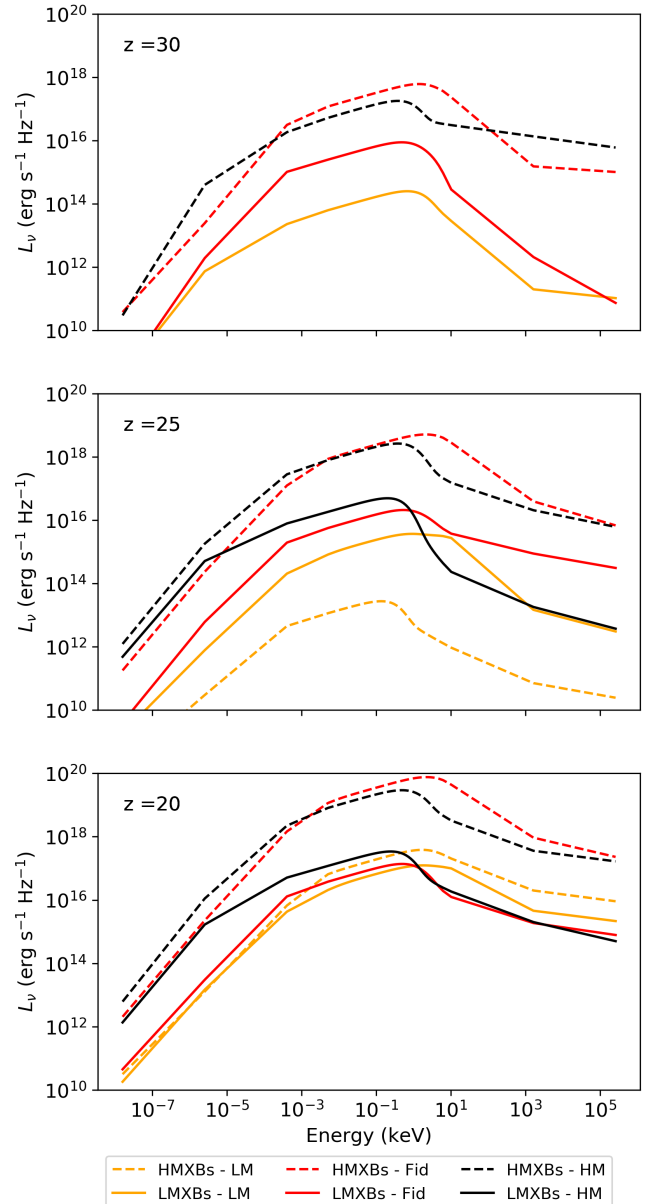 10^20
z =30
10^18
10^16
10^14
10^12
10^10
L_ν (erg s^−1 Hz^−1)
10^20
z =25
10^18
10^16
10^14
10^12
10^10
L_ν (erg s^−1 Hz^−1)
10^20
z =20
10^18
10^16
10^14
10^12
10^10
L_ν (erg s^−1 Hz^−1)
10^−7 10^−5 10^−3 10^−1 10^1 10^3 10^5
Energy (keV)
HMXBs - LM HMXBs - Fid HMXBs - HM
LMXBs - LM LMXBs - Fid LMXBs - HM